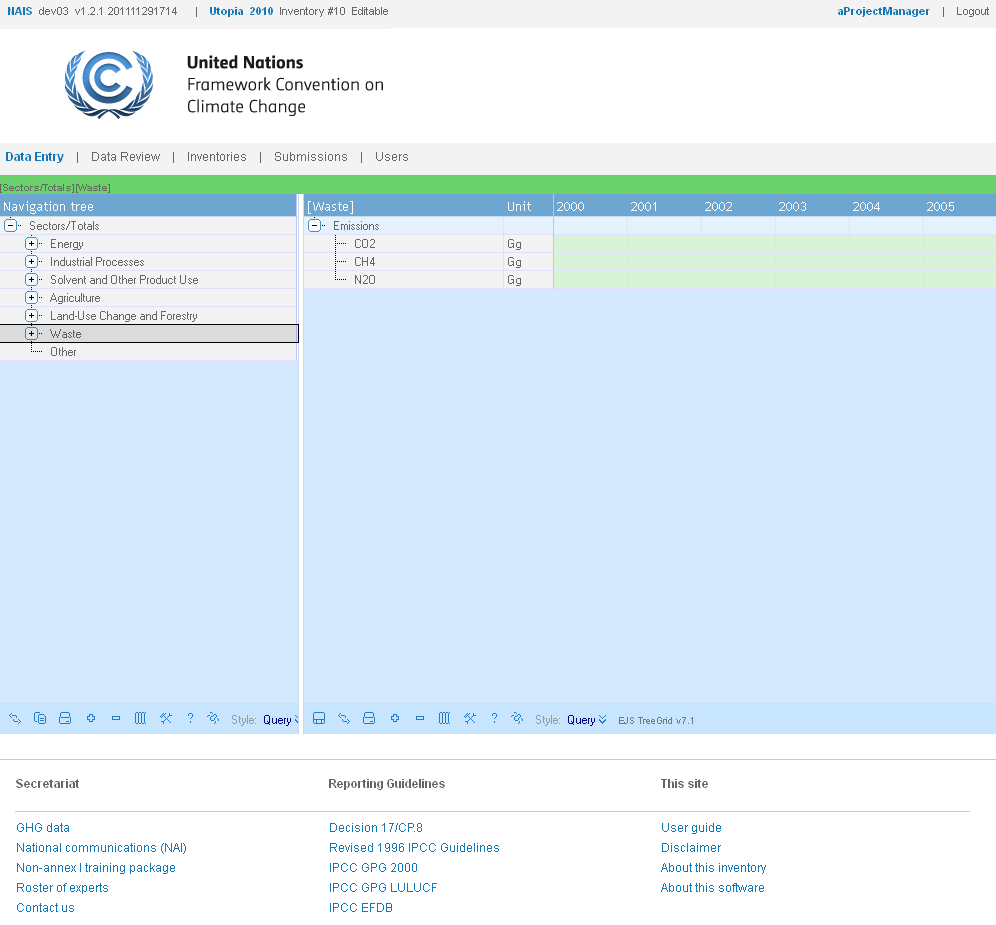 NAIS dev03 v1.2.1 201111291714 | Utopia 2010 Inventory #10 Editable aProjectManager | Logout
United Nations
Framework Convention on
Climate Change
Data Entry | Data Review | Inventories | Submissions | Users
[Sectors/Totals][Waste]
Navigation tree
Sectors/Totals
Energy
Industrial Processes
Solvent and Other Product Use
Agriculture
Land-Use Change and Forestry
Waste
Other
[Waste] Unit 2000 2001 2002 2003 2004 2005
Emissions
CO2 Gg
CH4 Gg
N2O Gg
Style: Query
Style: Query EJS TreeGrid v7.1
Secretariat
GHG data
National communications (NAI)
Non-annex I training package
Roster of experts
Contact us
Reporting Guidelines
Decision 17/CP.8
Revised 1996 IPCC Guidelines
IPCC GPG 2000
IPCC GPG LULUCF
IPCC EFDB
This site
User guide
Disclaimer
About this inventory
About this software